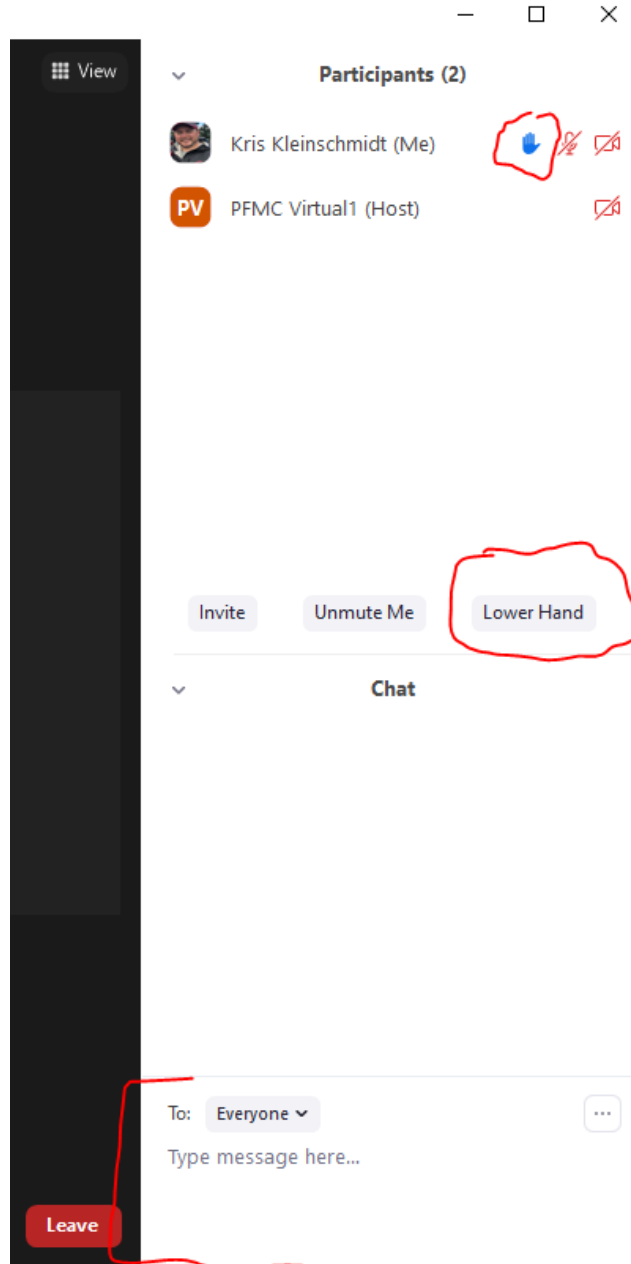 View
Participants (2)
Kris Kleinschmidt (Me)
PV PFMC Virtual1 (Host)
Invite Unmute Me Lower Hand
Chat
To: Everyone
Type message here...
Leave